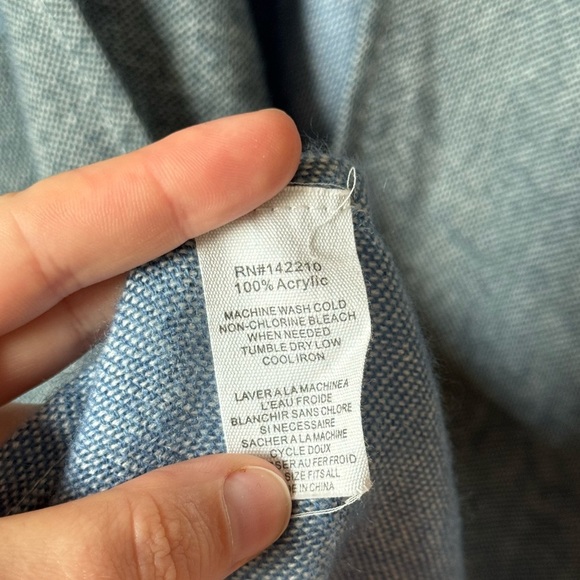 RN#142210
100% Acrylic
MACHINE WASH COLD
NON-CHLORINE BLEACH
WHEN NEEDED
TUMBLE DRY LOW
COOL IRON
LAVER A LA MACHINE A
L'EAU FROIDE
BLANCHIR SANS CHLORE
SI NECESSAIRE
SACHER A LA MACHINE
CYCLE DOUX
SER AU FER FROID
SIZE FITS ALL
IN CHINA